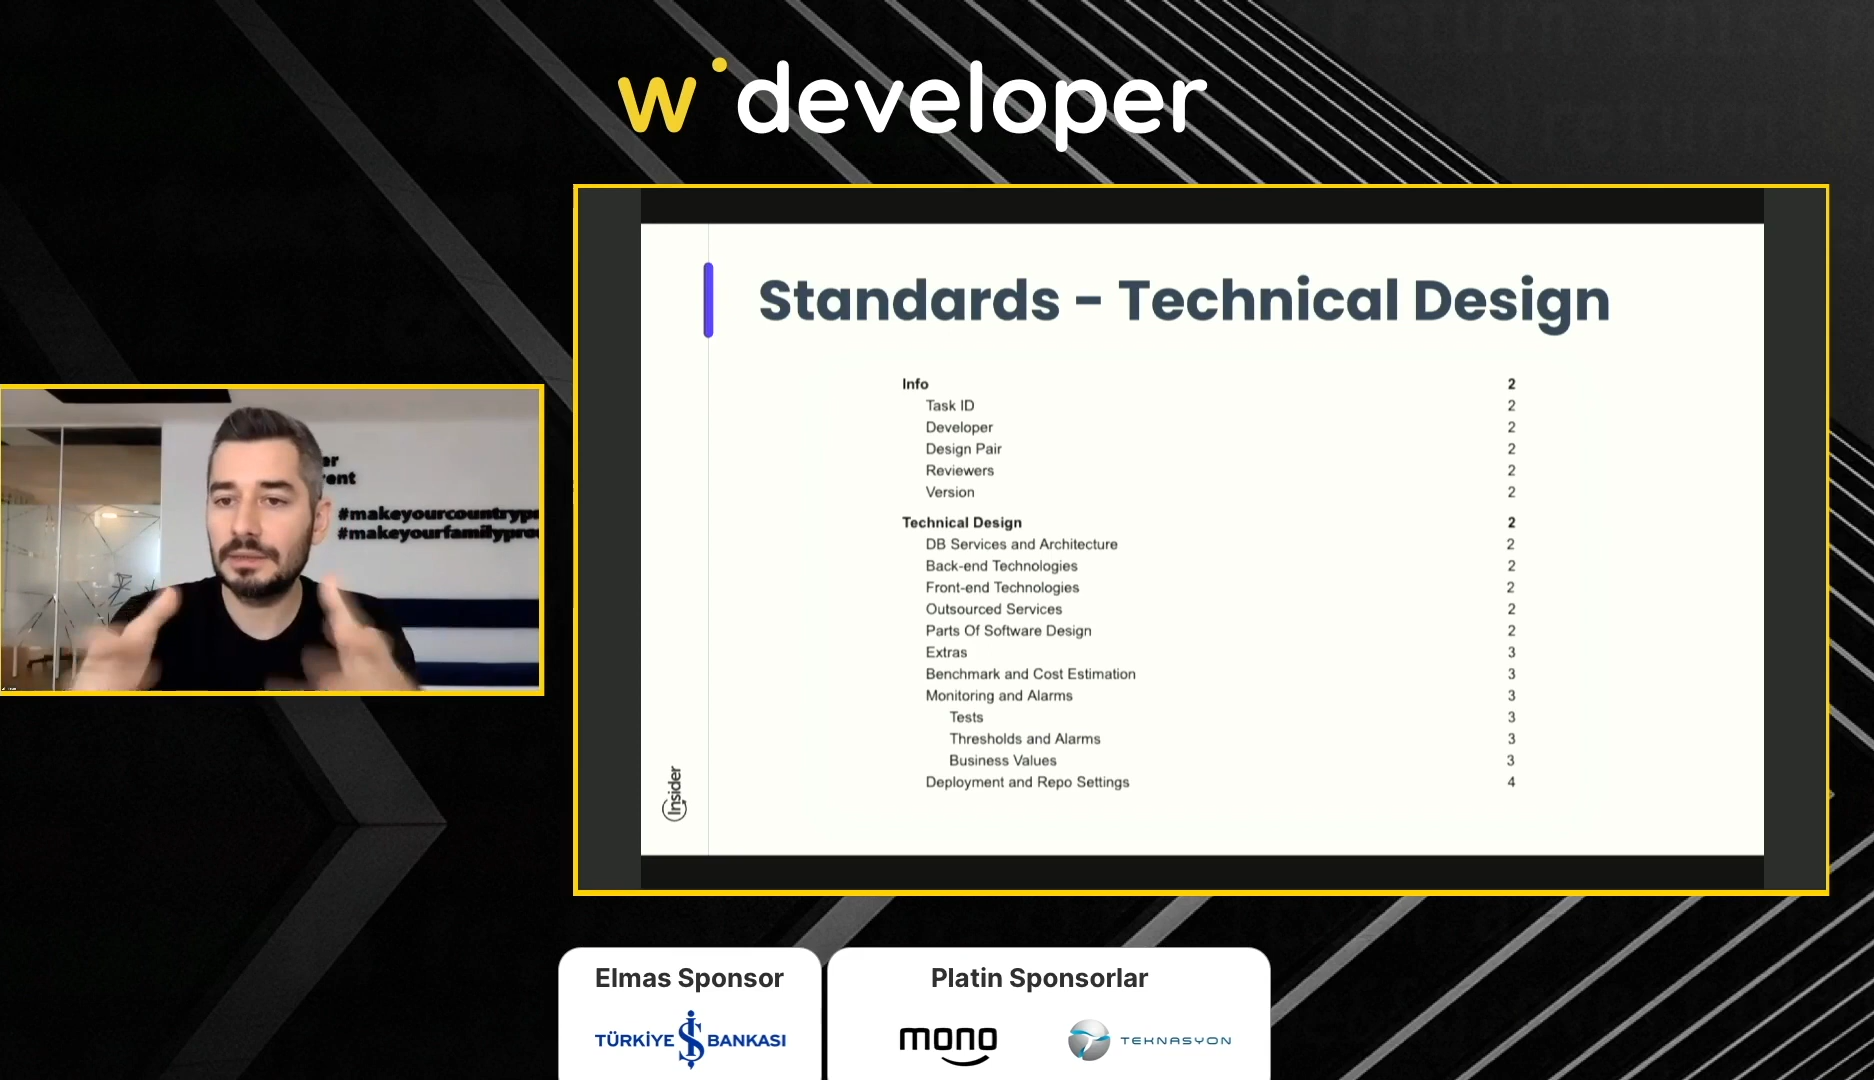 w developer
Standards - Technical Design
Info 2
Task ID 2
Developer 2
Design Pair 2
Reviewers 2
Version 2
Technical Design 2
DB Services and Architecture 2
Back-end Technologies 2
Front-end Technologies 2
Outsourced Services 2
Parts Of Software Design 2
Extras 3
Benchmark and Cost Estimation 3
Monitoring and Alarms 3
Tests 3
Thresholds and Alarms 3
Business Values 3
Deployment and Repo Settings 4
Insider
#makeyourcountrypr
#makeyourfamilyprou
Elmas Sponsor
TÜRKİYE İŞ BANKASI
Platin Sponsorlar
mono
TEKNASYON